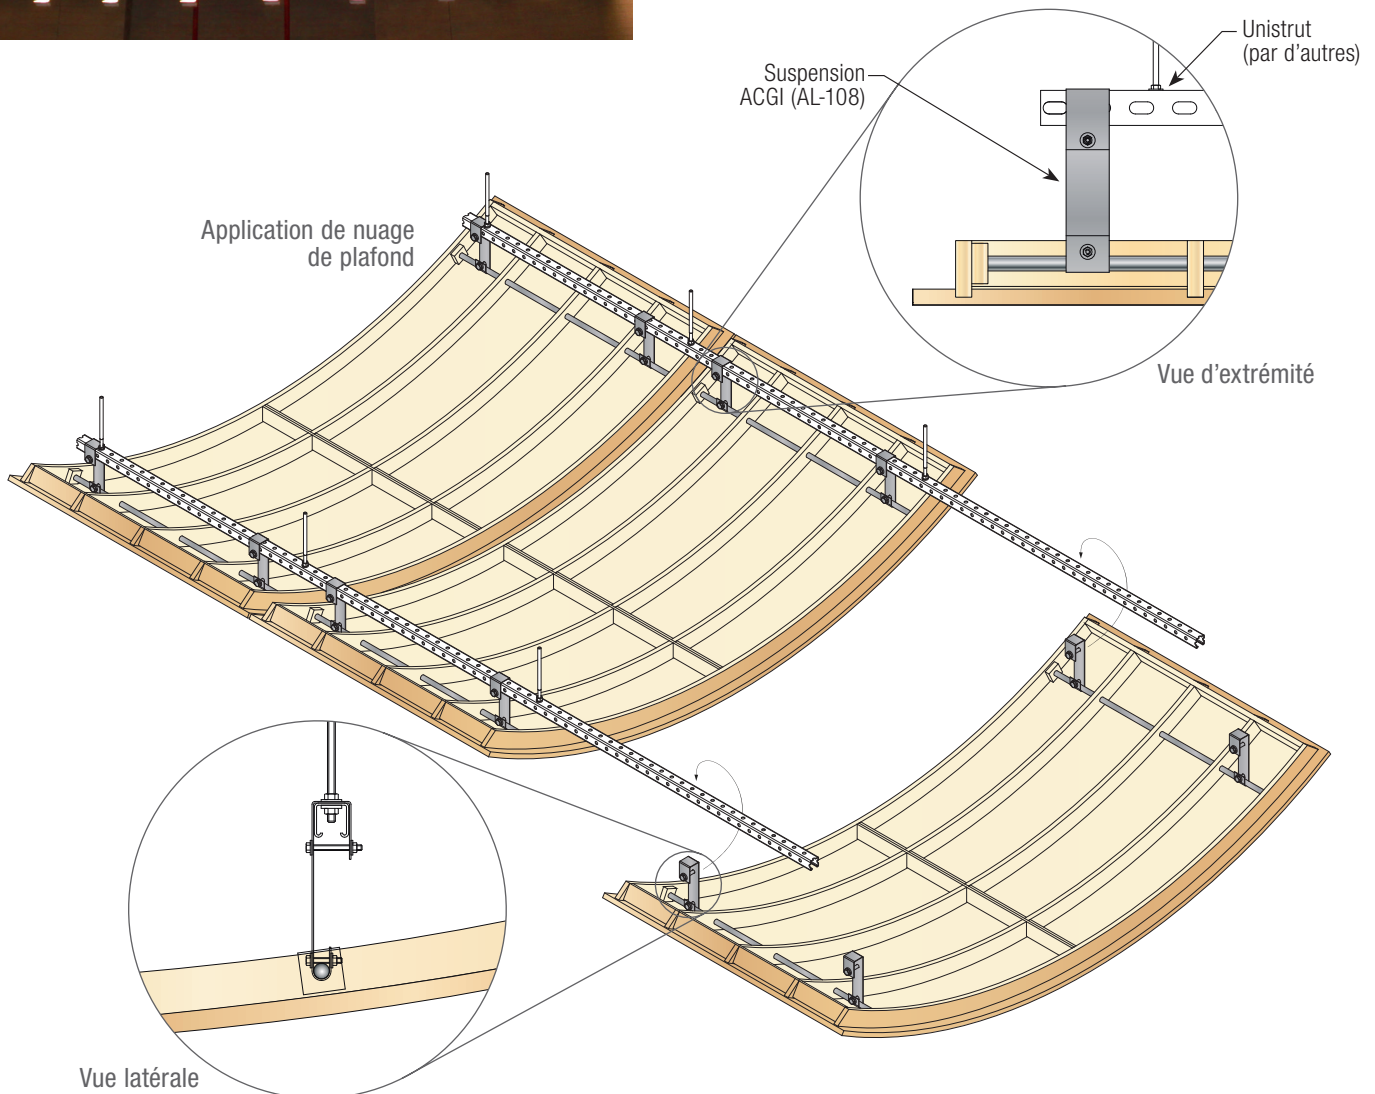 Unistrut
(par d’autres)
Suspension
ACGI (AL-108)
Application de nuage
de plafond
Vue d’extrémité
Vue latérale